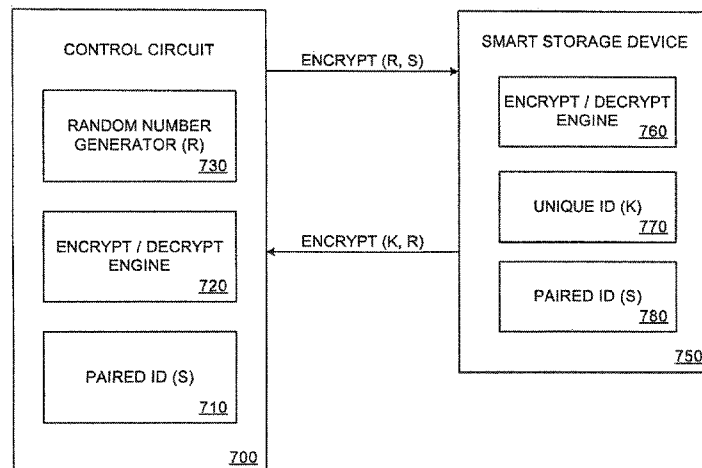 CONTROL CIRCUIT
RANDOM NUMBER
GENERATOR (R)
730
ENCRYPT / DECRYPT
ENGINE
720
PAIRED ID (S)
710
700
ENCRYPT (R, S)
ENCRYPT (K, R)
SMART STORAGE DEVICE
ENCRYPT / DECRYPT
ENGINE
760
UNIQUE ID (K)
770
PAIRED ID (S)
780
750